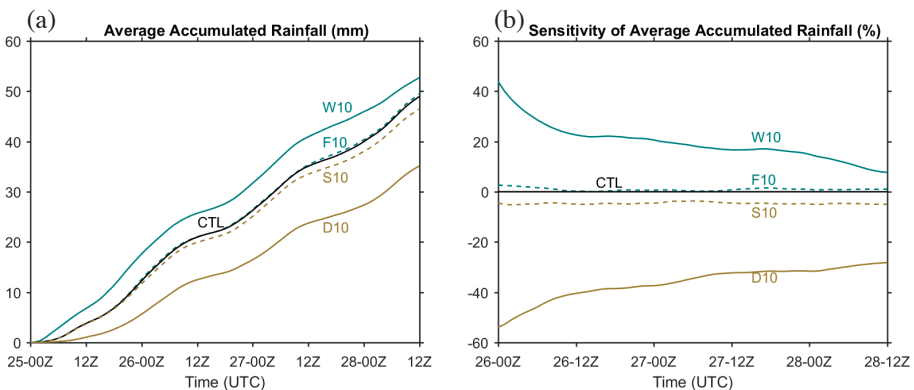 (a)
Average Accumulated Rainfall (mm)
60
50
40
30
20
10
0
W10
F10
S10
CTL
D10
25-00Z 12Z 26-00Z 12Z 27-00Z 12Z 28-00Z 12Z
Time (UTC)
(b)
Sensitivity of Average Accumulated Rainfall (%)
60
40
20
0
-20
-40
-60
W10
CTL
F10
S10
D10
26-00Z 26-12Z 27-00Z 27-12Z 28-00Z 28-12Z
Time (UTC)